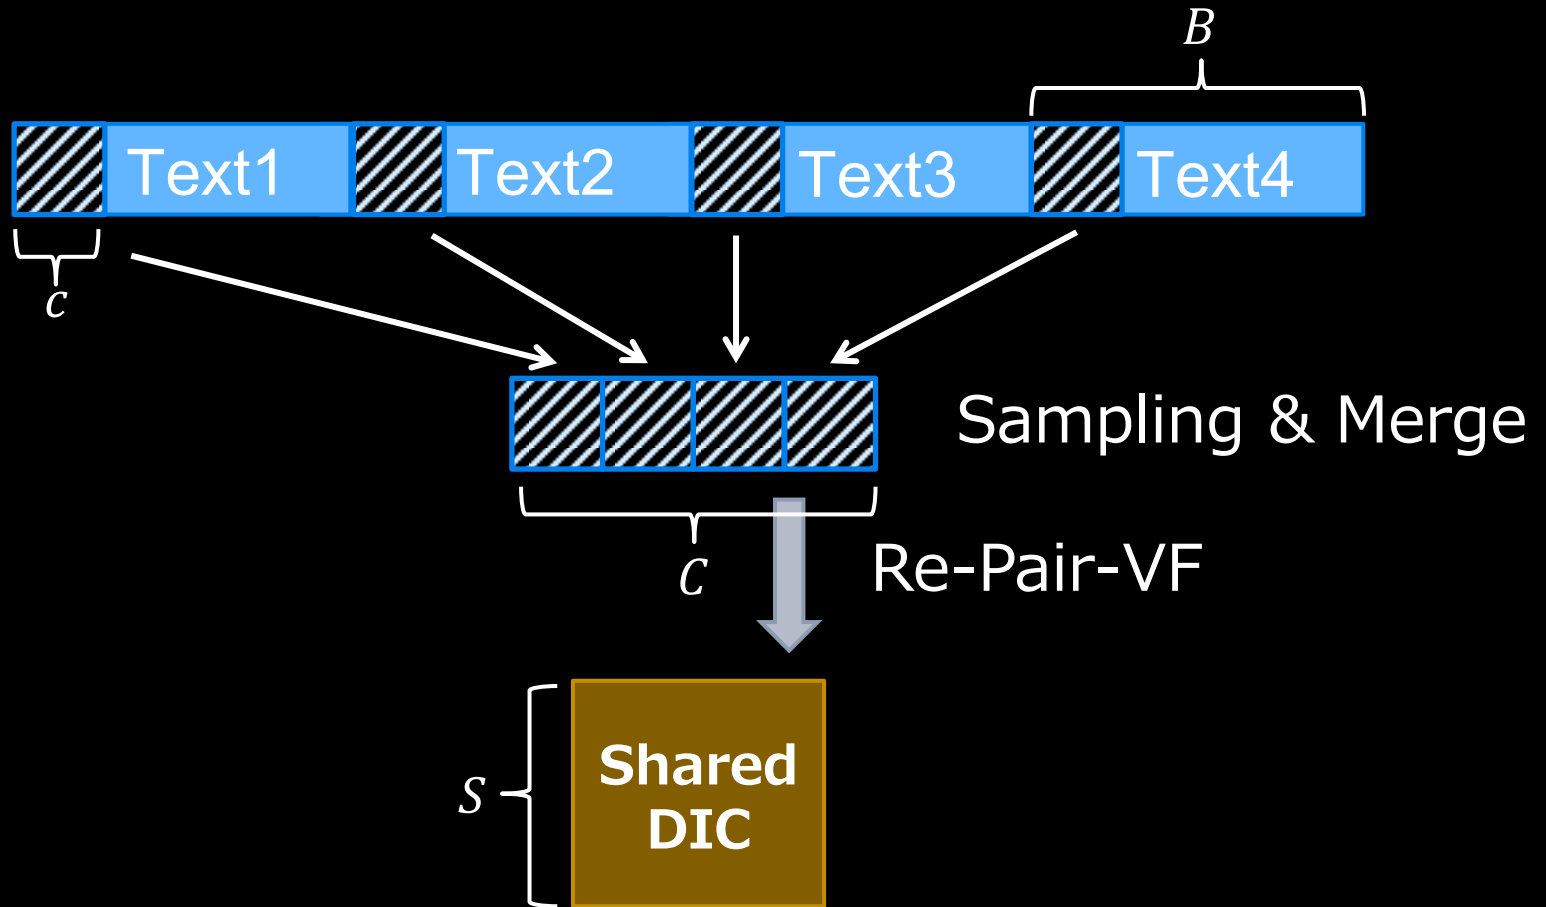 B
Text1 Text2 Text3 Text4
c
Sampling & Merge
C
Re-Pair-VF
S
Shared
DIC